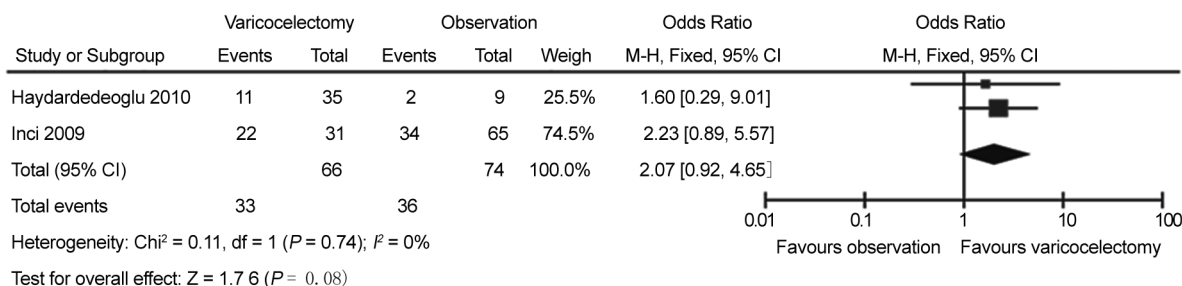 Varicocelectomy Observation Odds Ratio Odds Ratio
Study or Subgroup Events Total Events Total Weigh M-H, Fixed, 95% CI M-H, Fixed, 95% CI
Haydardedeoglu 2010 11 35 2 9 25.5% 1.60 [0.29, 9.01]
Inci 2009 22 31 34 65 74.5% 2.23 [0.89, 5.57]
Total (95% CI) 66 74 100.0% 2.07 [0.92, 4.65]
Total events 33 36
0.01 0.1 1 10 100
Heterogeneity: Chi² = 0.11, df = 1 (P = 0.74); I² = 0%
Favours observation Favours varicocelectomy
Test for overall effect: Z = 1.7 6 (P = 0.08)